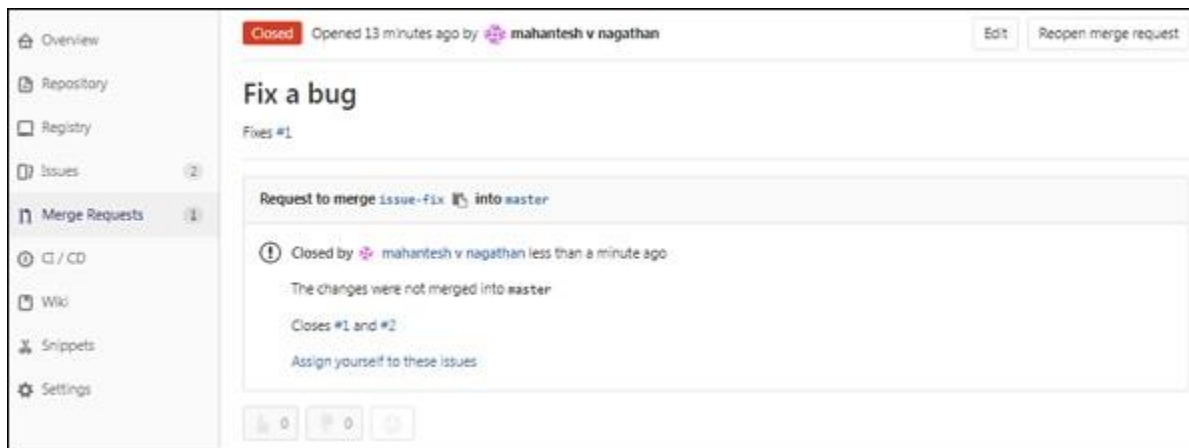 Overview
Repository
Registry
Issues 2
Merge Requests 1
CI / CD
Wiki
Snippets
Settings
Closed Opened 13 minutes ago by mahantesh v nagathan Edit Reopen merge request
Fix a bug
Fixes #1
Request to merge issue-fix into master
Closed by mahantesh v nagathan less than a minute ago
The changes were not merged into master
Closes #1 and #2
Assign yourself to these issues
0 0